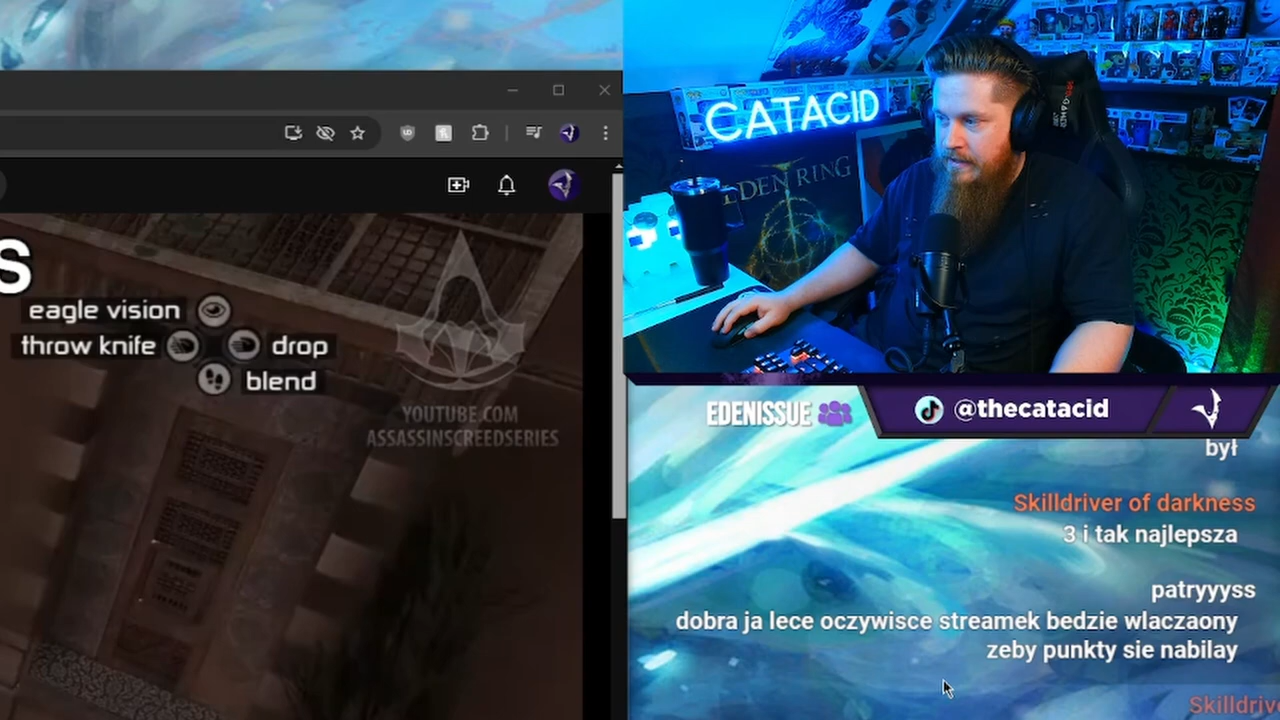 S
eagle vision
throw knife
drop
blend
YOUTUBE.COM
ASSASSINSCREEDSERIES
CATACID
ELDEN RING
EDENISSUE
@thecatacid
był
Skilldriver of darkness
3 i tak najlepsza
patryyyss
dobra ja lece oczywisce streamek bedzie wlaczaony
zeby punkty sie nabilay
Skilldriv